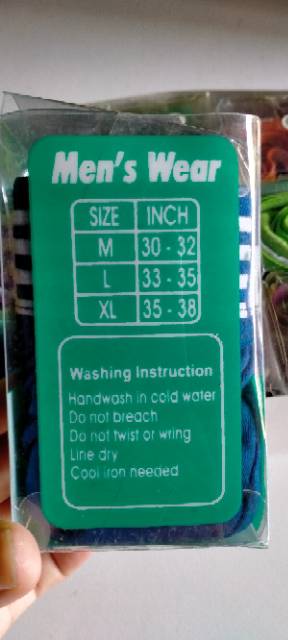 Men's Wear
SIZE INCH
M 30 - 32
L 33 - 35
XL 35 - 38
Washing Instruction
Handwash in cold water
Do not breach
Do not twist or wring
Line dry
Cool iron needed